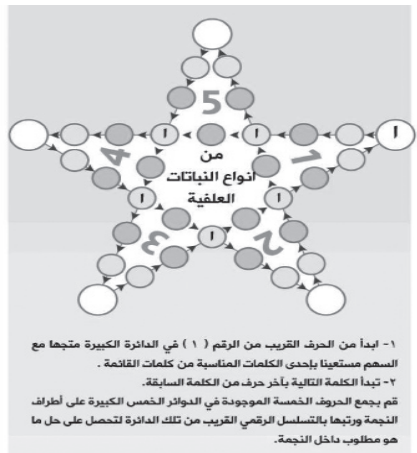 5
ا
ا
ا
1
من
4
أنواع النباتات
العلفية
ا
ا
3
ا
2
١- ابدأ من الحرف القريب من الرقم ( ١ ) في الدائرة الكبيرة متجها مع
السهم مستعينا بإحدى الكلمات المناسبة من كلمات القائمة .
٢- تبدأ الكلمة التالية بآخر حرف من الكلمة السابقة.
قم بجمع الحروف الخمسة الموجودة في الدوائر الخمس الكبيرة على أطراف
النجمة ورتبها بالتسلسل الرقمي القريب من تلك الدائرة لتحصل على حل ما
هو مطلوب داخل النجمة.